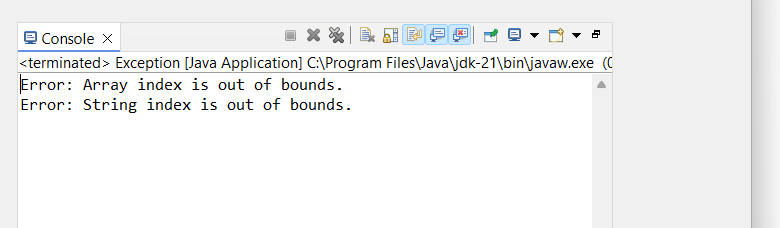 Console
<terminated> Exception [Java Application] C:\Program Files\Java\jdk-21\bin\javaw.exe (0
Error: Array index is out of bounds.
Error: String index is out of bounds.